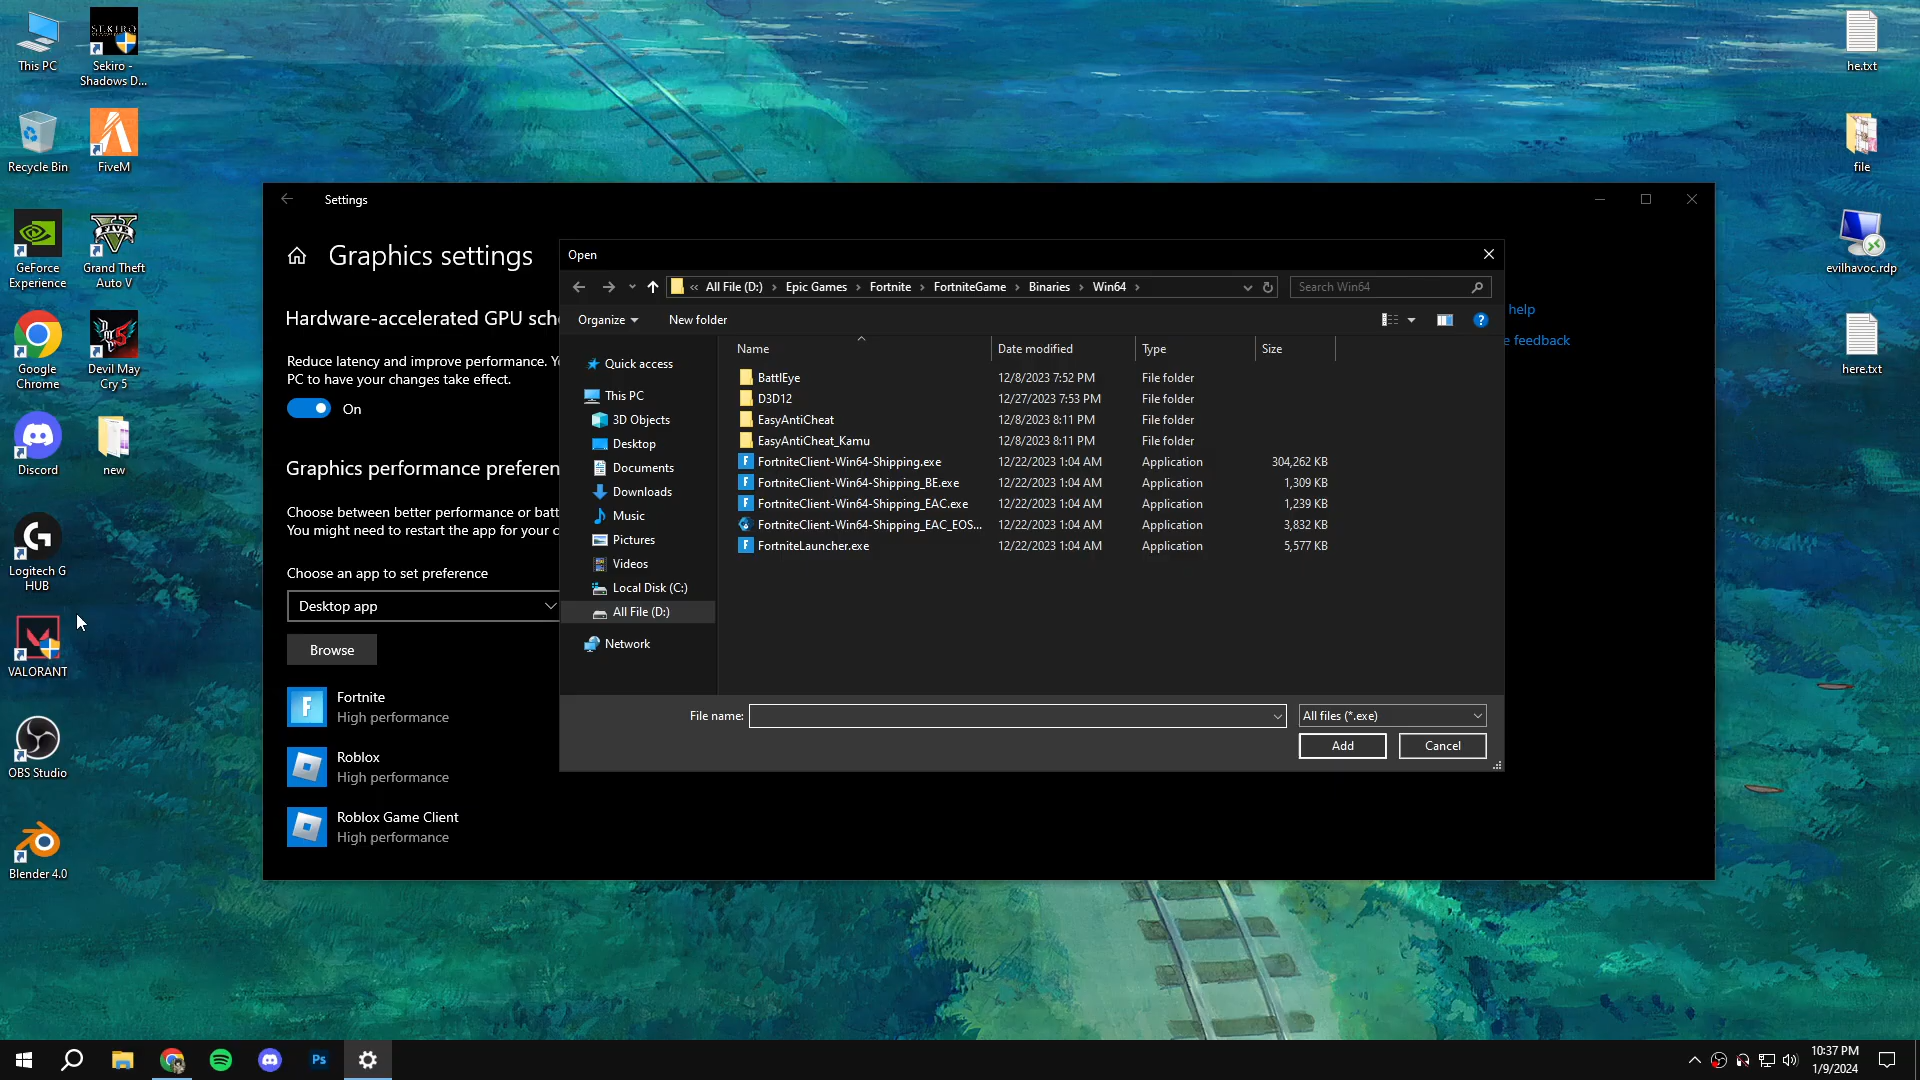 This PC
Sekiro -
Shadows D...
Recycle Bin
FiveM
GeForce
Experience
Grand Theft
Auto V
Google
Chrome
Devil May
Cry 5
Discord
new
Logitech G
HUB
VALORANT
OBS Studio
Blender 4.0
he.txt
file
evilhavoc.rdp
here.txt
Settings
Graphics settings
Hardware-accelerated GPU sch
Reduce latency and improve performance. Y
PC to have your changes take effect.
On
Graphics performance preferen
Choose between better performance or batt
You might need to restart the app for your c
Choose an app to set preference
Desktop app
Browse
Fortnite
High performance
Roblox
High performance
Roblox Game Client
High performance
help
e feedback
Open
« All File (D:) › Epic Games › Fortnite › FortniteGame › Binaries › Win64 ›
Search Win64
Organize
New folder
Quick access
This PC
3D Objects
Desktop
Documents
Downloads
Music
Pictures
Videos
Local Disk (C:)
All File (D:)
Network
Name Date modified Type Size
BattlEye 12/8/2023 7:52 PM File folder
D3D12 12/27/2023 7:53 PM File folder
EasyAntiCheat 12/8/2023 8:11 PM File folder
EasyAntiCheat_Kamu 12/8/2023 8:11 PM File folder
FortniteClient-Win64-Shipping.exe 12/22/2023 1:04 AM Application 304,262 KB
FortniteClient-Win64-Shipping_BE.exe 12/22/2023 1:04 AM Application 1,309 KB
FortniteClient-Win64-Shipping_EAC.exe 12/22/2023 1:04 AM Application 1,239 KB
FortniteClient-Win64-Shipping_EAC_EOS... 12/22/2023 1:04 AM Application 3,832 KB
FortniteLauncher.exe 12/22/2023 1:04 AM Application 5,577 KB
File name:
All files (*.exe)
Add
Cancel
Ps
10:37 PM
1/9/2024